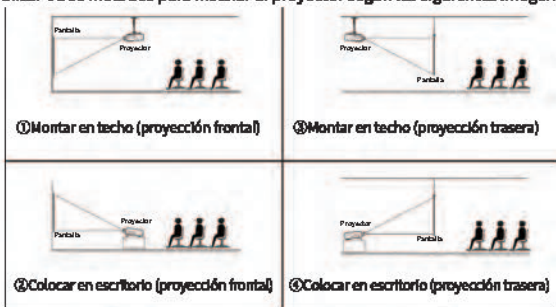 Pantalla
Proyector
①Montar en techo (proyección frontal)
Proyector
Pantalla
③Montar en techo (proyección trasera)
Proyector
Pantalla
②Colocar en escritorio (proyección frontal)
Proyector
Pantalla
④Colocar en escritorio (proyección trasera)